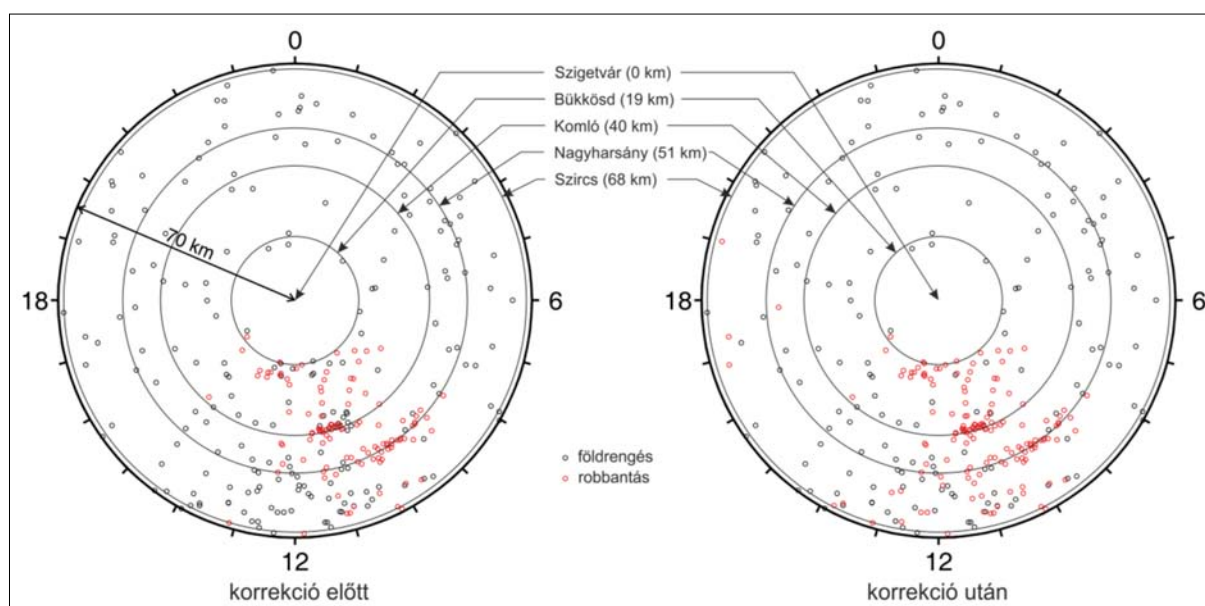 0
0
Szigetvár (0 km)
Bükkösd (19 km)
Komló (40 km)
Nagyharsány (51 km)
Szircs (68 km)
70 km
18
6
18
6
földrengés
robbantás
12
12
korrekció előtt
korrekció után